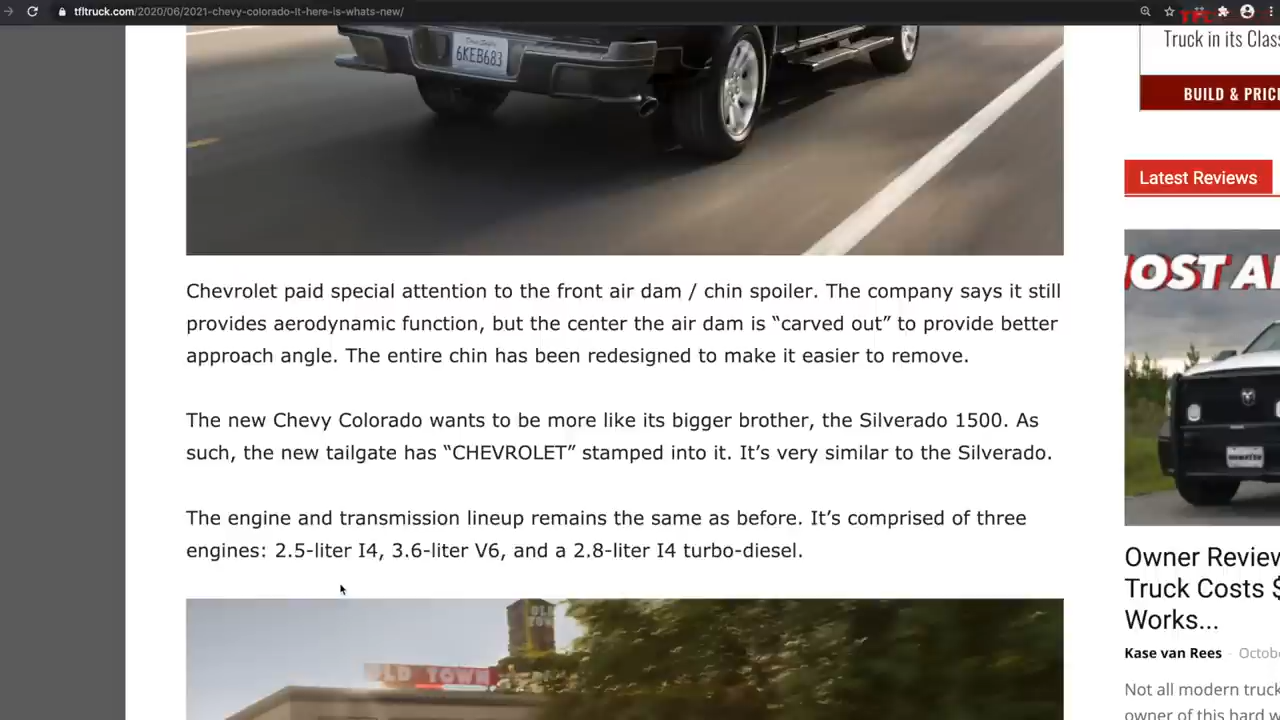 tfltruck.com/2020/06/2021-chevy-colorado-lt-here-is-whats-new/
Truck in its Clas
BUILD & PRIC
6KEB683
Latest Reviews
Chevrolet paid special attention to the front air dam / chin spoiler. The company says it still
provides aerodynamic function, but the center the air dam is “carved out” to provide better
approach angle. The entire chin has been redesigned to make it easier to remove.
OST A
The new Chevy Colorado wants to be more like its bigger brother, the Silverado 1500. As
such, the new tailgate has “CHEVROLET” stamped into it. It’s very similar to the Silverado.
The engine and transmission lineup remains the same as before. It’s comprised of three
engines: 2.5-liter I4, 3.6-liter V6, and a 2.8-liter I4 turbo-diesel.
Owner Review
Truck Costs $
Works...
Kase van Rees - Octobe
Not all modern truck
owner of this hard w
OLD
TOWN
OLD TOWN